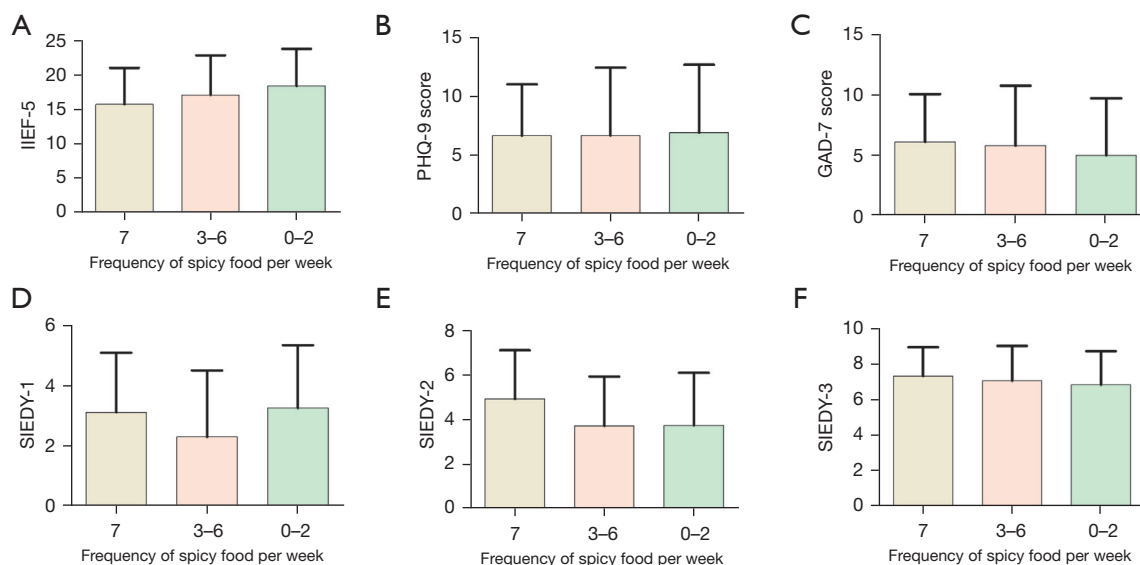 A
IIEF-5
25
20
15
10
5
0
7
3–6
0–2
Frequency of spicy food per week
B
PHQ-9 score
15
10
5
0
7
3–6
0–2
Frequency of spicy food per week
C
GAD-7 score
15
10
5
0
7
3–6
0–2
Frequency of spicy food per week
D
SIEDY-1
6
4
2
0
7
3–6
0–2
Frequency of spicy food per week
E
SIEDY-2
8
6
4
2
0
7
3–6
0–2
Frequency of spicy food per week
F
SIEDY-3
10
8
6
4
2
0
7
3–6
0–2
Frequency of spicy food per week